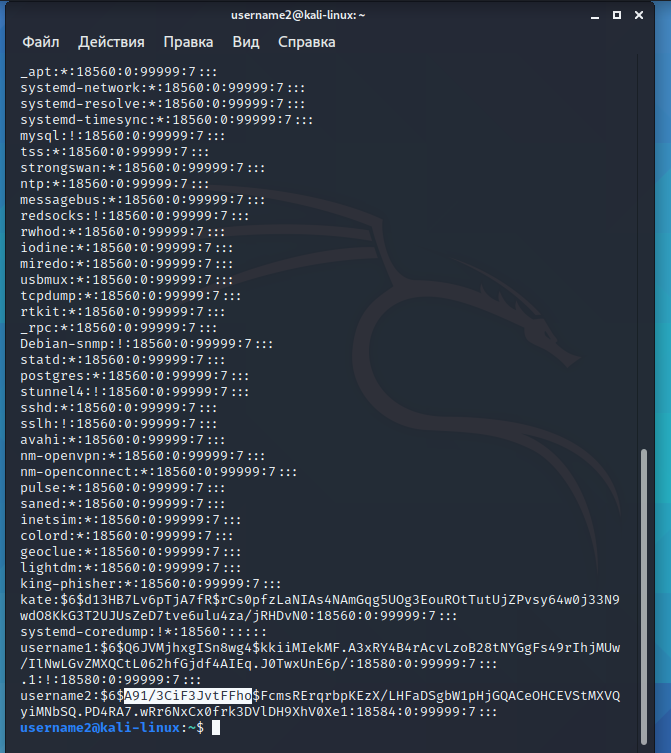 username2@kali-linux: ~
Файл Действия Правка Вид Справка
_apt:*:18560:0:99999:7:::
systemd-network:*:18560:0:99999:7:::
systemd-resolve:*:18560:0:99999:7:::
systemd-timesync:*:18560:0:99999:7:::
mysql:!:18560:0:99999:7:::
tss:*:18560:0:99999:7:::
strongswan:*:18560:0:99999:7:::
ntp:*:18560:0:99999:7:::
messagebus:*:18560:0:99999:7:::
redsocks:!:18560:0:99999:7:::
rwhod:*:18560:0:99999:7:::
iodine:*:18560:0:99999:7:::
miredo:*:18560:0:99999:7:::
usbmux:*:18560:0:99999:7:::
tcpdump:*:18560:0:99999:7:::
rtkit:*:18560:0:99999:7:::
_rpc:*:18560:0:99999:7:::
Debian-snmp:!:18560:0:99999:7:::
statd:*:18560:0:99999:7:::
postgres:*:18560:0:99999:7:::
stunnel4:!:18560:0:99999:7:::
sshd:*:18560:0:99999:7:::
sslh:!:18560:0:99999:7:::
avahi:*:18560:0:99999:7:::
nm-openvpn:*:18560:0:99999:7:::
nm-openconnect:*:18560:0:99999:7:::
pulse:*:18560:0:99999:7:::
saned:*:18560:0:99999:7:::
inetsim:*:18560:0:99999:7:::
colord:*:18560:0:99999:7:::
geoclue:*:18560:0:99999:7:::
lightdm:*:18560:0:99999:7:::
king-phisher:*:18560:0:99999:7:::
kate:$6$d13HB7Lv6pTjA7fR$rCs0pfzLaNIAs4NAmGqg5UOg3EouROtTutUjZPvsy64w0j33N9
wdO8KkG3T2UJUsZeD7tve6ulu4za/jRHDvN0:18560:0:99999:7:::
systemd-coredump:!*:18560::::::
username1:$6$Q6JVMjhxgISn8wg4$kkiiMIekMF.A3xRY4B4rAcvLzoB28tNYGgFs49rIhjMUw
/IlNwLGvZMXQCtL062hfGjdf4AIEq.J0TwxUnE6p/:18580:0:99999:7:::
.1:!:18580:0:99999:7:::
username2:$6$A91/3CiF3JvtFFho$FcmsRErqrbpKEzX/LHFaDSgbW1pHjGQACeOHCEVStMXVQ
yiMNbSQ.PD4RA7.wRr6NxCx0frk3DVlDH9XhV0Xe1:18584:0:99999:7:::
username2@kali-linux:~$